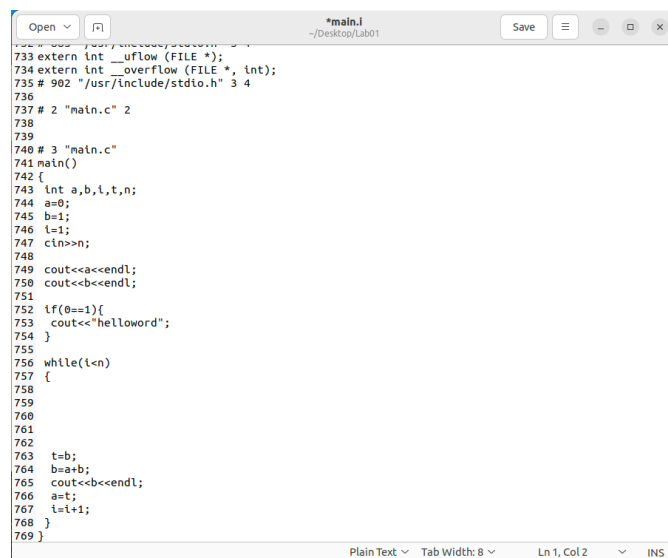 Open
*main.i
~/Desktop/Lab01
Save
733 extern int __uflow (FILE *);
734 extern int __overflow (FILE *, int);
735 # 902 "/usr/include/stdio.h" 3 4
736
737 # 2 "main.c" 2
738
739
740 # 3 "main.c"
741 main()
742 {
743  int a,b,i,t,n;
744  a=0;
745  b=1;
746  i=1;
747  cin>>n;
748
749  cout<<a<<endl;
750  cout<<b<<endl;
751
752  if(0==1){
753   cout<<"helloword";
754  }
755
756  while(i<n)
757  {
758
759
760
761
762
763   t=b;
764   b=a+b;
765   cout<<b<<endl;
766   a=t;
767   i=i+1;
768  }
769 }
Plain Text Tab Width: 8 Ln 1, Col 2 INS